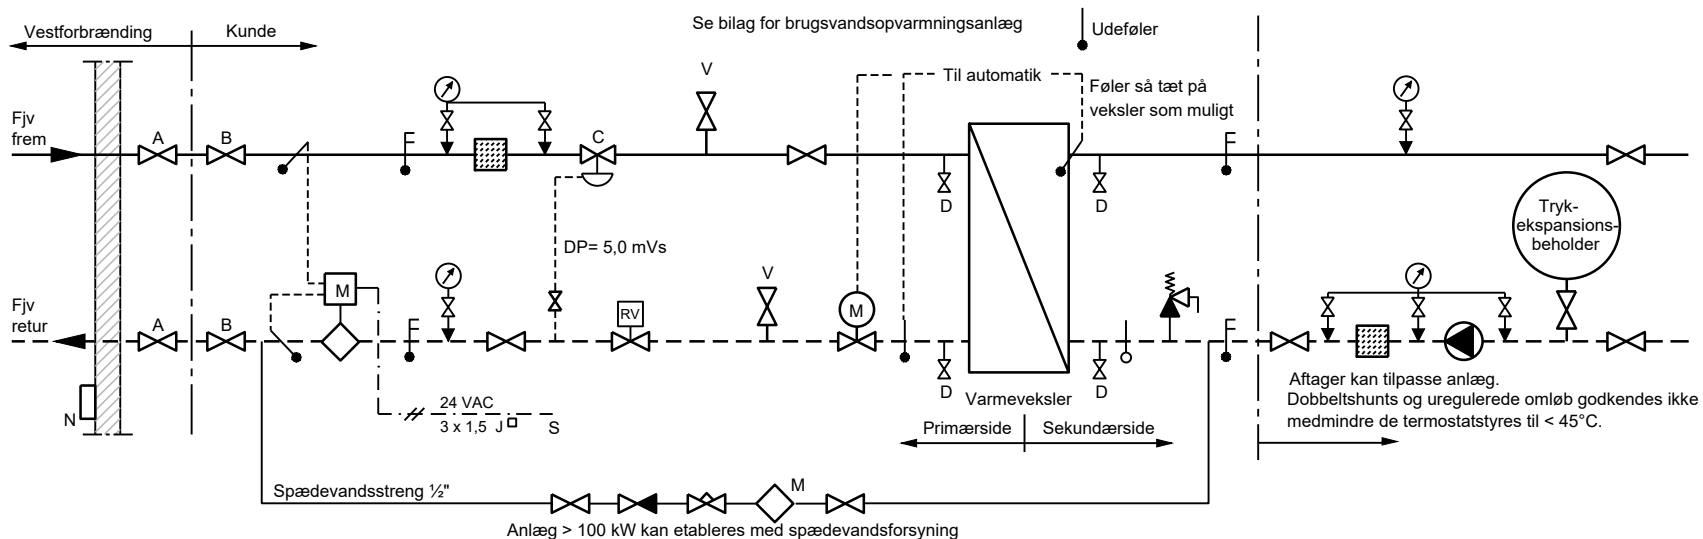 Se bilag for brugsvandsopvarmningsanlæg
Vestforbrænding
Kunde
Udeføler
V
Til automatik
Føler så tæt på
veksler som muligt
Fjv
frem
A
B
F
C
F
D
D
Tryk-
ekspansions-
beholder
DP= 5,0 mVs
Fjv
retur
A
B
M
F
RV
V
M
F
D
D
N
24 VAC
3 x 1,5 J
S
Varmeveksler
Primærside
Sekundærside
Aftager kan tilpasse anlæg.
Dobbeltshunts og uregulerede omløb godkendes ikke
medmindre de termostatstyres til < 45°C.
Spædevandsstreng ½"
M
Anlæg > 100 kW kan etableres med spædevandsforsyning